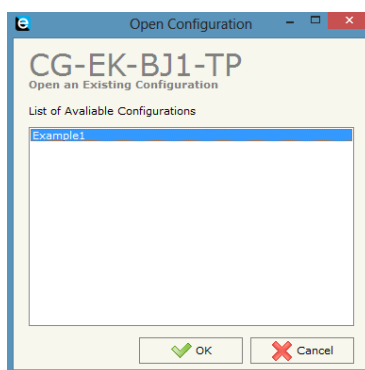 Open Configuration
CG-EK-BJ1-TP
Open an Existing Configuration
List of Avaliable Configurations
Example1
OK
Cancel